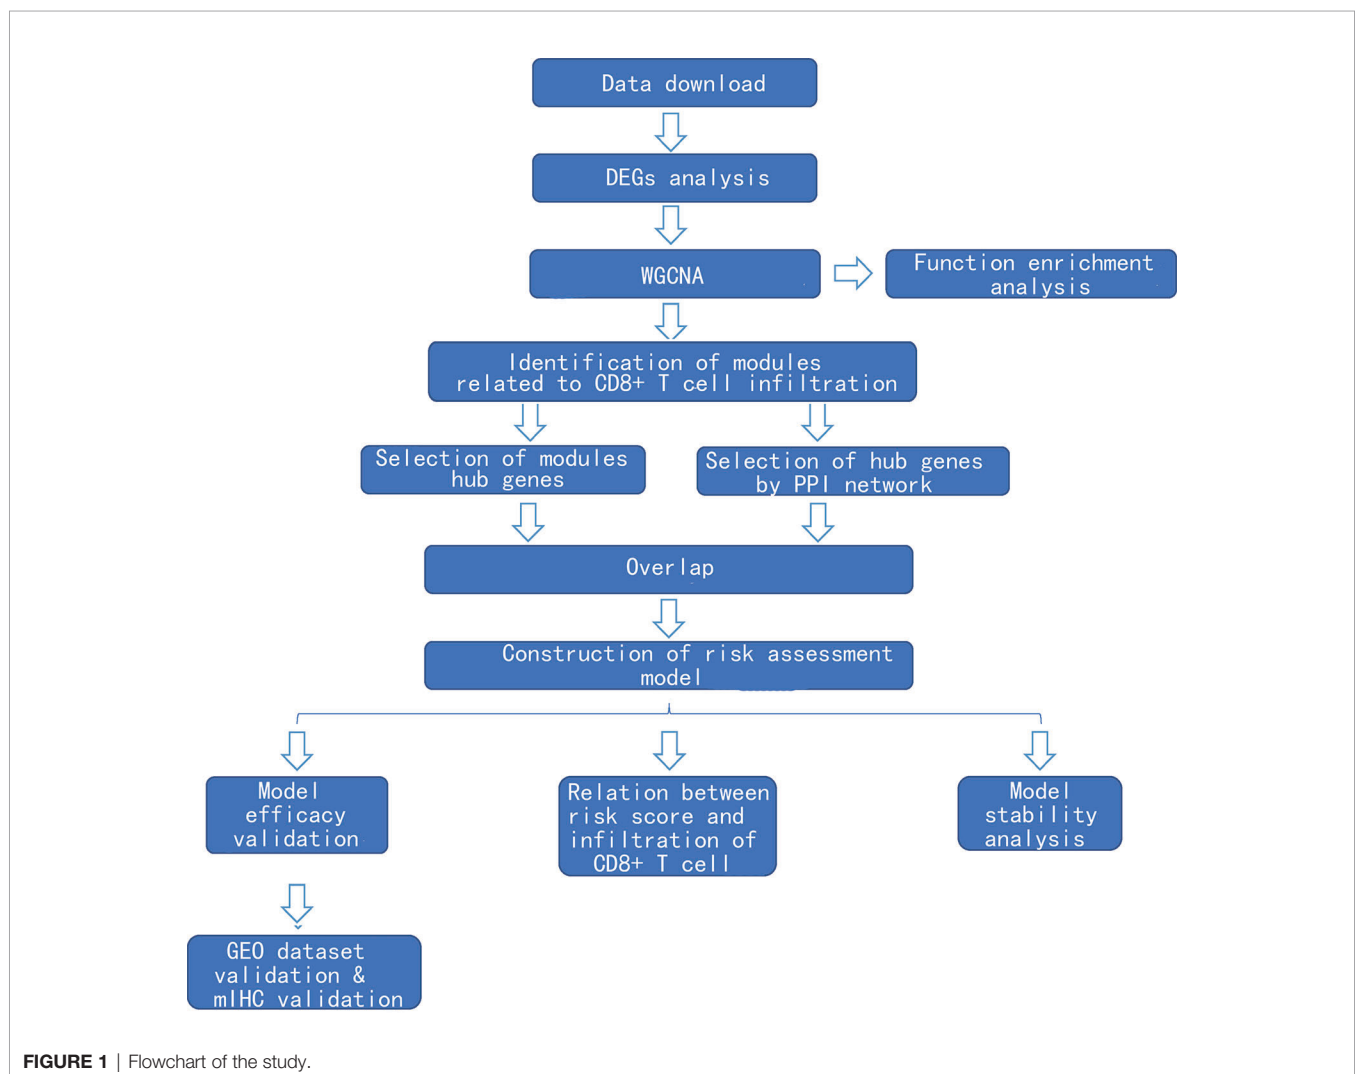 Data download
DEGs analysis
WGCNA
Function enrichment
analysis
Identification of modules
related to CD8+ T cell infiltration
Selection of modules
hub genes
Selection of hub genes
by PPI network
Overlap
Construction of risk assessment
model
Model
efficacy
validation
Relation between
risk score and
infiltration of
CD8+ T cell
Model
stability
analysis
GEO dataset
validation &
mIHC validation
FIGURE 1 | Flowchart of the study.